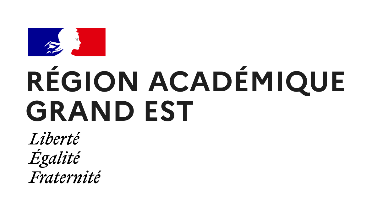 RÉGION ACADÉMIQUE
GRAND EST
Liberté
Égalité
Fraternité